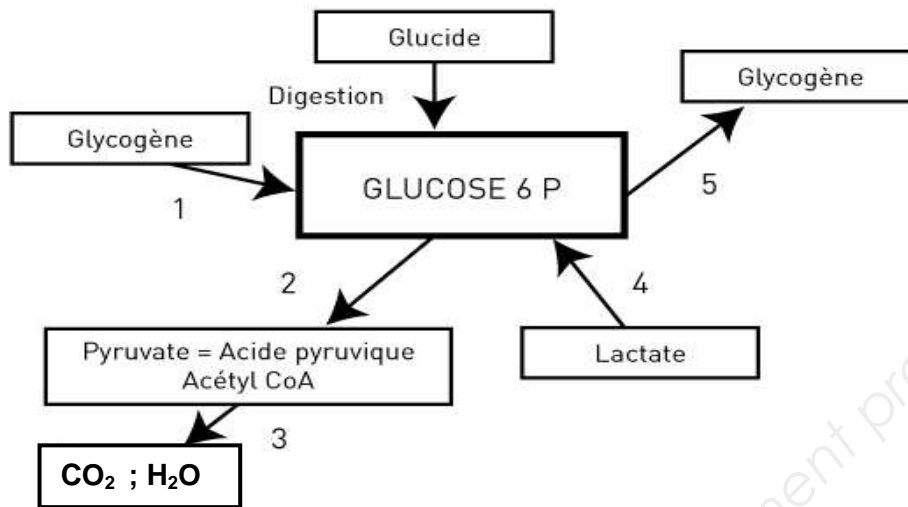 Glucide
Digestion
Glycogène
Glycogène
GLUCOSE 6 P
1
5
2
4
Pyruvate = Acide pyruvique
Acétyl CoA
Lactate
3
CO₂ ; H₂O